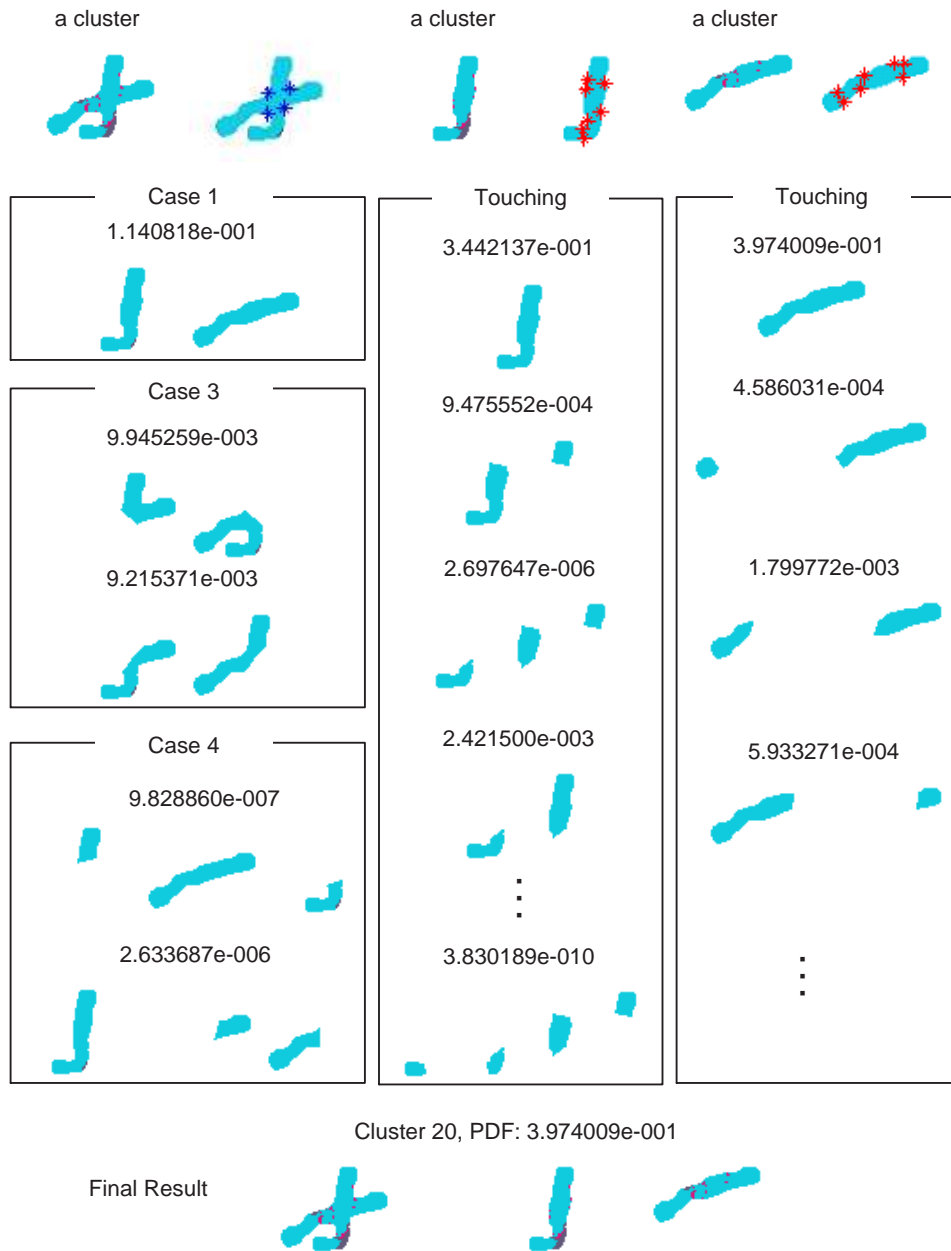 a cluster
a cluster
a cluster
Case 1
1.140818e-001
Case 3
9.945259e-003
9.215371e-003
Case 4
9.828860e-007
2.633687e-006
Touching
3.442137e-001
9.475552e-004
2.697647e-006
2.421500e-003
3.830189e-010
Touching
3.974009e-001
4.586031e-004
1.799772e-003
5.933271e-004
Cluster 20, PDF: 3.974009e-001
Final Result